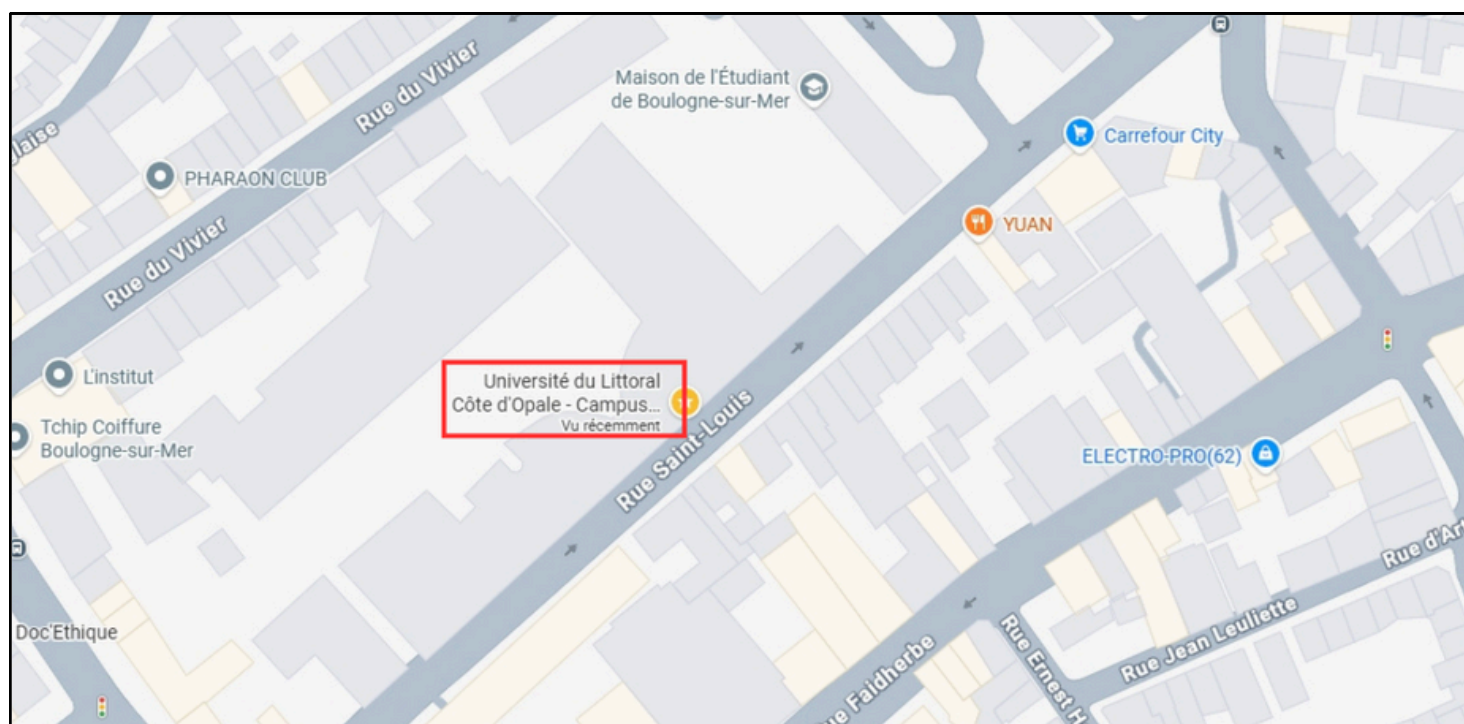 Rue du Vivier
Maison de l'Étudiant
de Boulogne-sur-Mer
Carrefour City
PHARAON CLUB
YUAN
Rue du Vivier
L'institut
Université du Littoral
Côte d'Opale - Campus...
Vu récemment
Tchip Coiffure
Boulogne-sur-Mer
Rue Saint-Louis
ELECTRO-PRO(62)
Rue d'Art
Doc'Ethique
Rue Jean Leuliette
Rue Ernest H
ue Faidherbe